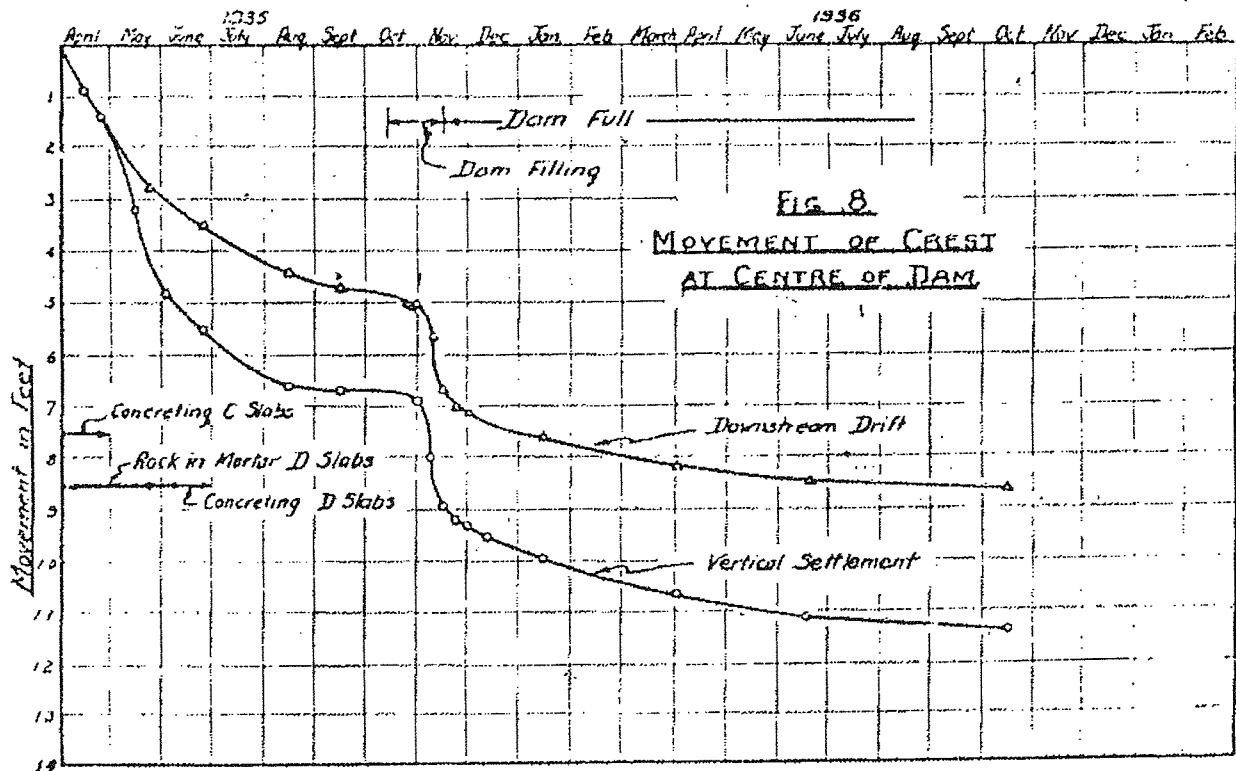 1935 1936
April May June July Aug Sept Oct Nov. Dec Jan Feb March April May June July Aug Sept Oct Nov Dec Jan Feb
1
2
3
4
5
6
7
8
9
10
11
12
13
14
Movement in Feet
Dam Full
Dam Filling
FIG 8
MOVEMENT OF CREST
AT CENTRE OF DAM
Concreting C Slabs
Rock in Mortar D Slabs
Concreting D Slabs
Downstream Drift
Vertical Settlement